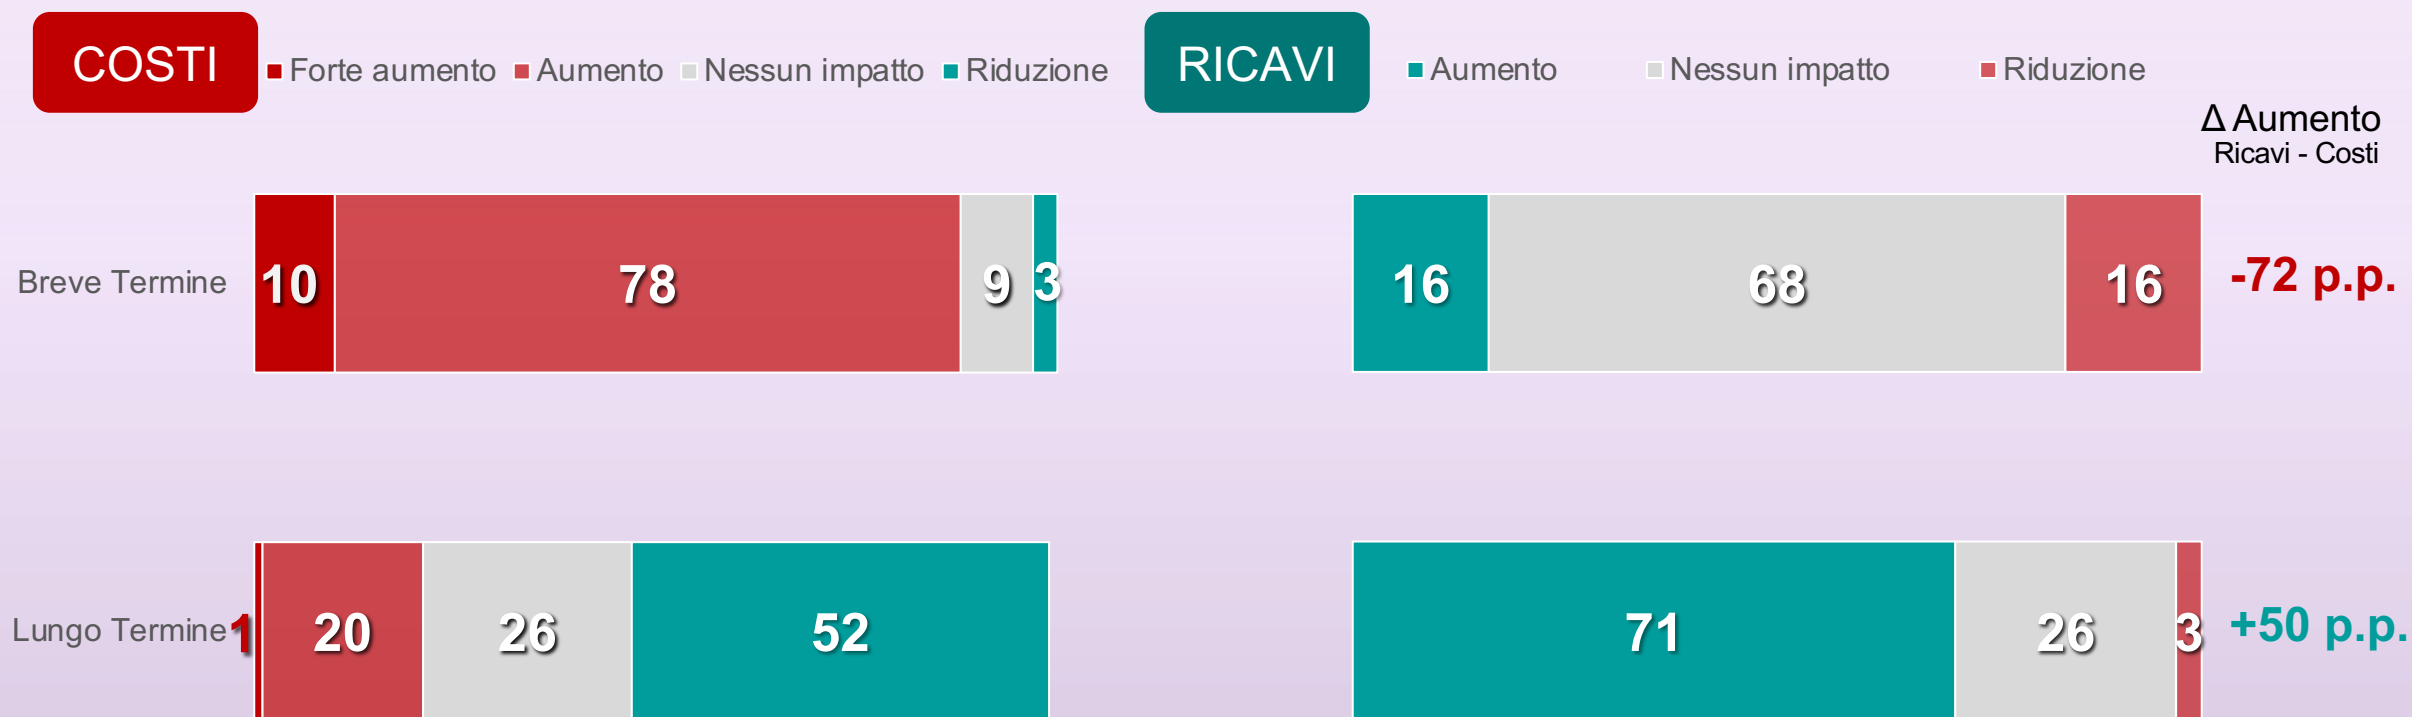 COSTI
Forte aumento Aumento Nessun impatto Riduzione
RICAVI
Aumento Nessun impatto Riduzione
Δ Aumento
Ricavi - Costi
Breve Termine 10 78 9 3 16 68 16 -72 p.p.
Lungo Termine 1 20 26 52 71 26 3 +50 p.p.